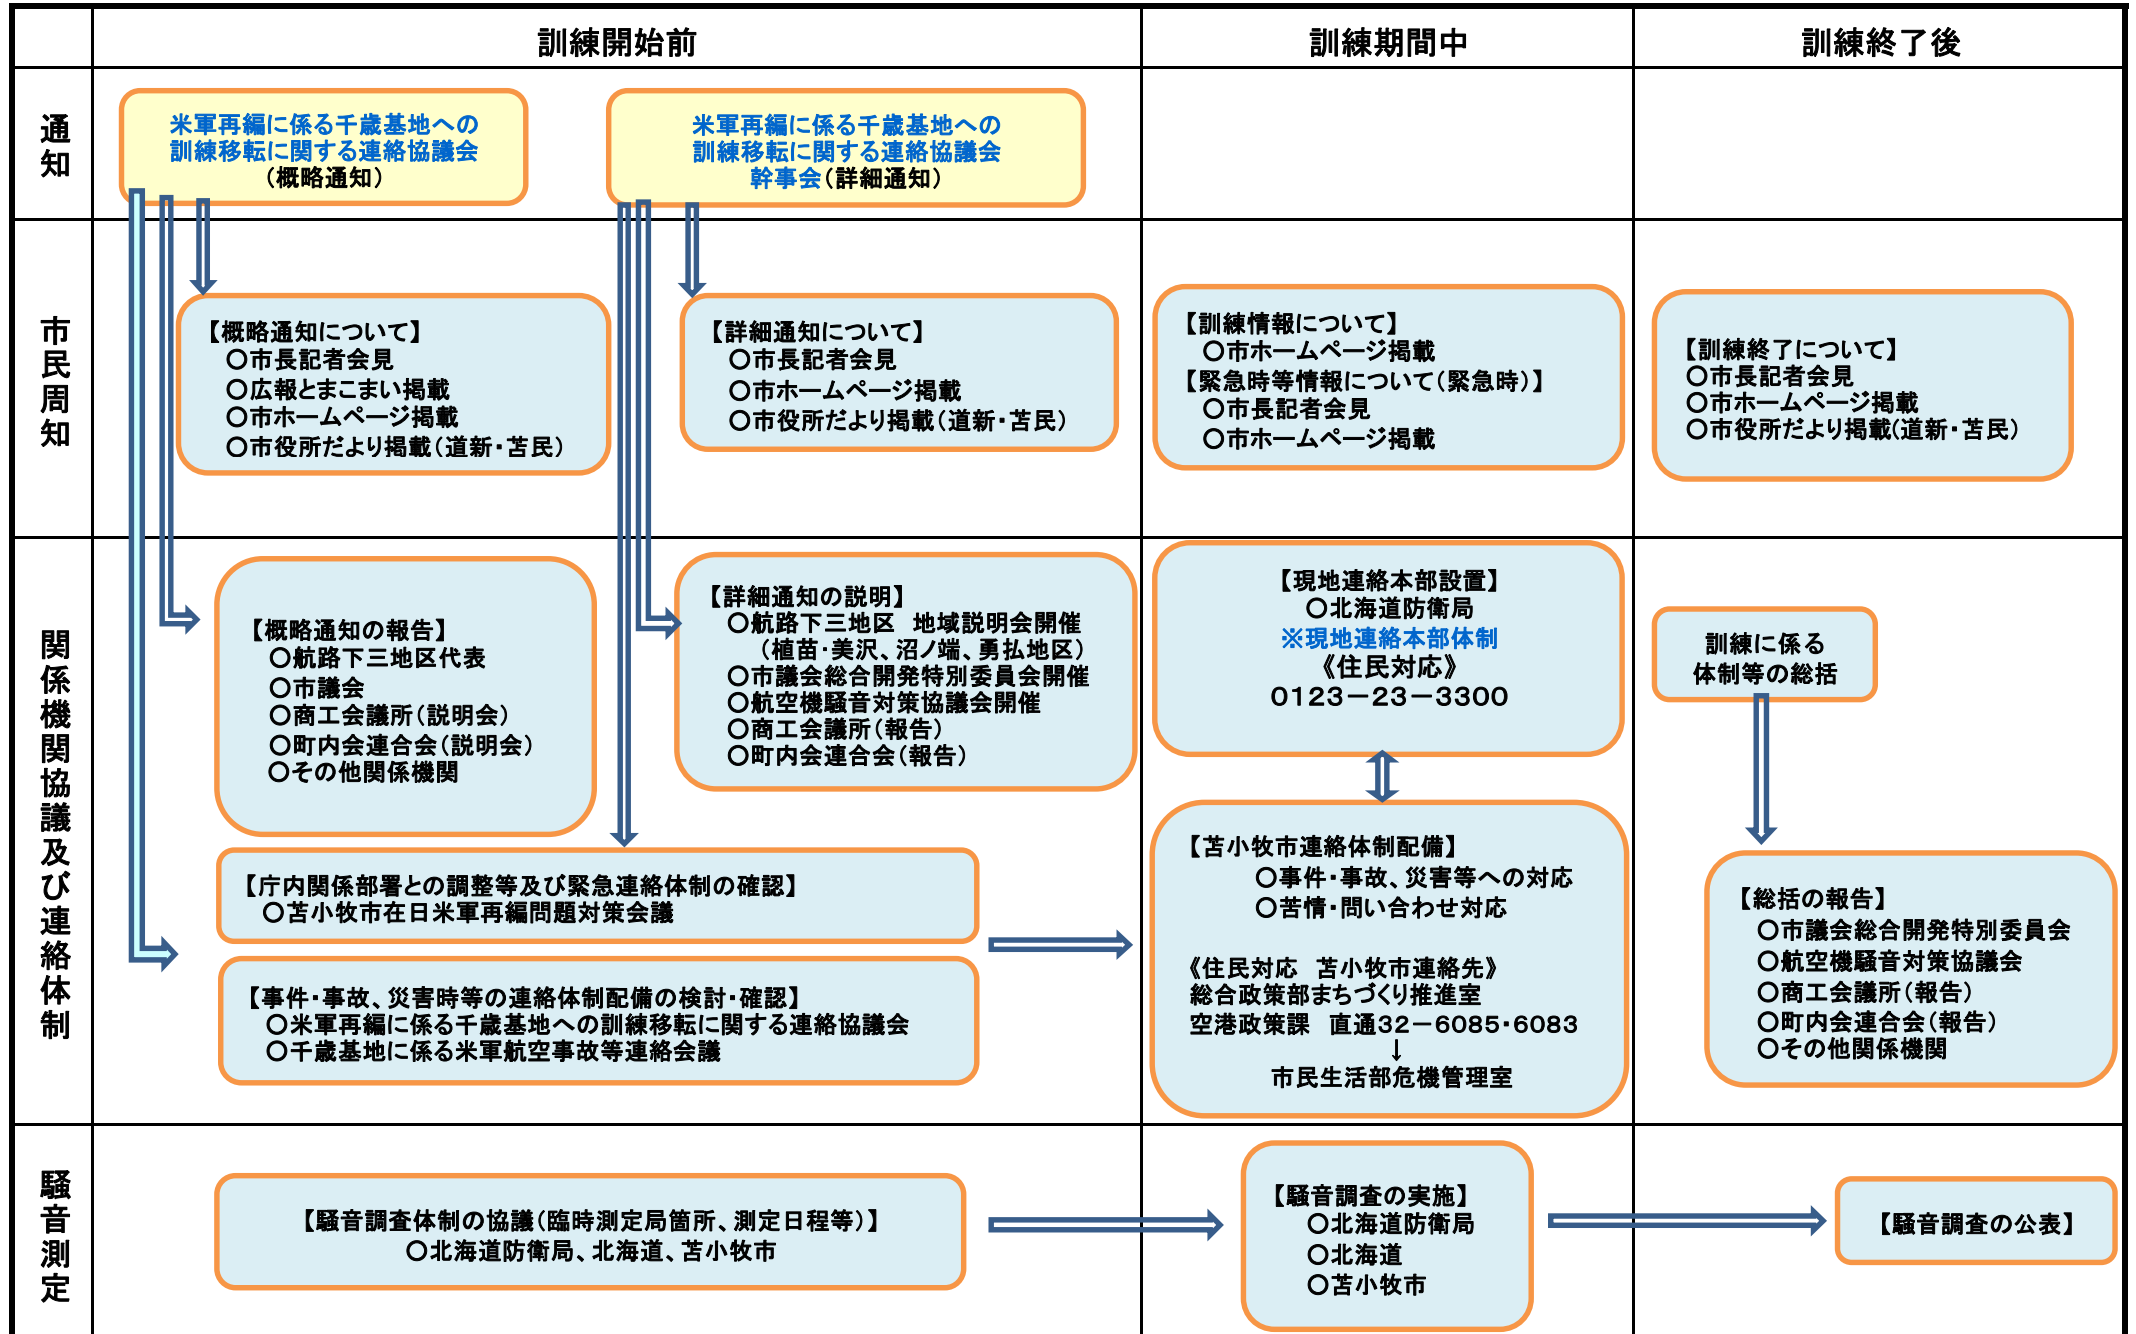 訓練開始前
訓練期間中
訓練終了後
通知
米軍再編に係る千歳基地への
訓練移転に関する連絡協議会
（概略通知）
米軍再編に係る千歳基地への
訓練移転に関する連絡協議会
幹事会（詳細通知）
市民周知
【概略通知について】
○市長記者会見
○広報とまこまい掲載
○市ホームページ掲載
○市役所だより掲載（道新・苫民）
【詳細通知について】
○市長記者会見
○市ホームページ掲載
○市役所だより掲載（道新・苫民）
【訓練情報について】
○市ホームページ掲載
【緊急時等情報について（緊急時）】
○市長記者会見
○市ホームページ掲載
【訓練終了について】
○市長記者会見
○市ホームページ掲載
○市役所だより掲載（道新・苫民）
関係機関協議及び連絡体制
【概略通知の報告】
○航路下三地区代表
○市議会
○商工会議所（説明会）
○町内会連合会（説明会）
○その他関係機関
【詳細通知の説明】
○航路下三地区　地域説明会開催
（植苗・美沢、沼ノ端、勇払地区）
○市議会総合開発特別委員会開催
○航空機騒音対策協議会開催
○商工会議所（報告）
○町内会連合会（報告）
【庁内関係部署との調整等及び緊急連絡体制の確認】
○苫小牧市在日米軍再編問題対策会議
【事件・事故、災害時等の連絡体制配備の検討・確認】
○米軍再編に係る千歳基地への訓練移転に関する連絡協議会
○千歳基地に係る米軍航空事故等連絡会議
【現地連絡本部設置】
○北海道防衛局
※現地連絡本部体制
《住民対応》
０１２３－２３－３３００
【苫小牧市連絡体制配備】
○事件・事故、災害等への対応
○苦情・問い合わせ対応
《住民対応　苫小牧市連絡先》
総合政策部まちづくり推進室
空港政策課　直通３２－６０８５・６０８３
↓
市民生活部危機管理室
訓練に係る
体制等の総括
【総括の報告】
○市議会総合開発特別委員会
○航空機騒音対策協議会
○商工会議所（報告）
○町内会連合会（報告）
○その他関係機関
騒音測定
【騒音調査体制の協議（臨時測定局箇所、測定日程等）】
○北海道防衛局、北海道、苫小牧市
【騒音調査の実施】
○北海道防衛局
○北海道
○苫小牧市
【騒音調査の公表】